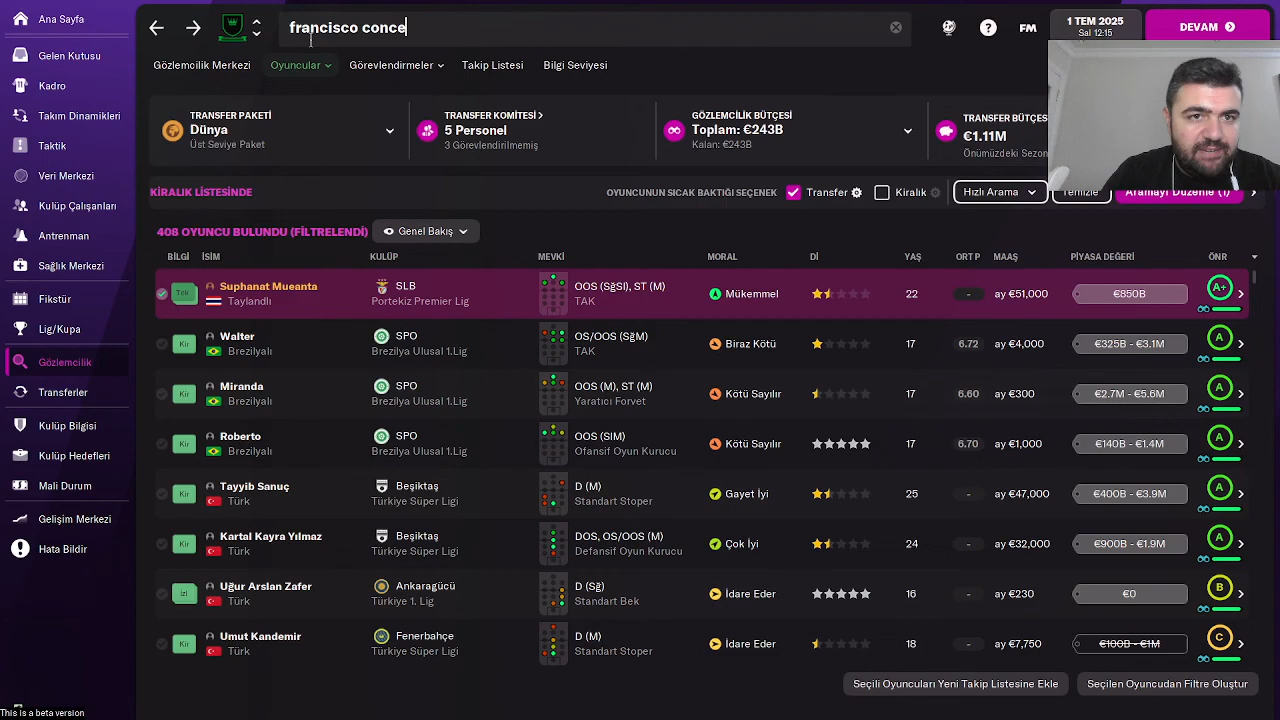 Ana Sayfa
Gelen Kutusu
Kadro
Takım Dinamikleri
Taktik
Veri Merkezi
Kulüp Çalışanları
Antrenman
Sağlık Merkezi
Fikstür
Lig/Kupa
Gözlemcilik
Transferler
Kulüp Bilgisi
Kulüp Hedefleri
Mali Durum
Gelişim Merkezi
Hata Bildir
This is a beta version
francisco conce
FM
1 TEM 2025
Salı 12:15
DEVAM
Gözlemcilik Merkezi
Oyuncular
Görevlendirmeler
Takip Listesi
Bilgi Seviyesi
TRANSFER PAKETİ
Dünya
Üst Seviye Paket
TRANSFER KOMİTESİ
5 Personel
3 Görevlendirilmemiş
GÖZLEMCİLİK BÜTÇESİ
Toplam: €243B
Kalan: €243B
TRANSFER BÜTÇES
€1.11M
Önümüzdeki Sezon
KİRALIK LİSTESİNDE
OYUNCUNUN SICAK BAKTIĞI SEÇENEK
Transfer
Kiralık
Hızlı Arama
Temizle
Aramayı Düzenle (1)
408 OYUNCU BULUNDU (FİLTRELENDİ)
Genel Bakış
BİLGİ İSİM KULÜP MEVKİ MORAL Dİ YAŞ ORT P MAAŞ PİYASA DEĞERİ ÖNR
Tek Suphanat Mueanta SLB OOS (SğSl), ST (M) Mükemmel 22 - ay €51,000 €850B A+
Taylandlı Portekiz Premier Lig TAK
Kir Walter SPO OS/OOS (SğM) Biraz Kötü 17 6.72 ay €4,000 €325B - €3.1M A
Brezilyalı Brezilya Ulusal 1.Lig TAK
Kir Miranda SPO OOS (M), ST (M) Kötü Sayılır 17 6.60 ay €300 €2.7M - €5.6M A
Brezilyalı Brezilya Ulusal 1.Lig Yaratıcı Forvet
Kir Roberto SPO OOS (SlM) Kötü Sayılır 17 6.70 ay €1,000 €140B - €1.4M A
Brezilyalı Brezilya Ulusal 1.Lig Ofansif Oyun Kurucu
Kir Tayyib Sanuç Beşiktaş D (M) Gayet İyi 25 - ay €47,000 €400B - €3.9M A
Türk Türkiye Süper Ligi Standart Stoper
Kir Kartal Kayra Yılmaz Beşiktaş DOS, OS/OOS (M) Çok İyi 24 - ay €32,000 €900B - €1.9M A
Türk Türkiye Süper Ligi Defansif Oyun Kurucu
İzl Uğur Arslan Zafer Ankaragücü D (Sğ) İdare Eder 16 - ay €230 €0 B
Türk Türkiye 1. Lig Standart Bek
Kir Umut Kandemir Fenerbahçe D (M) İdare Eder 18 - ay €7,750 €100B - €1M C
Türk Türkiye Süper Ligi Standart Stoper
Seçili Oyuncuları Yeni Takip Listesine Ekle
Seçilen Oyuncudan Filtre Oluştur